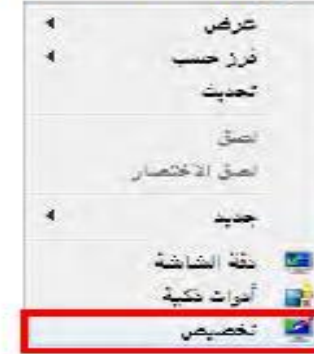 عرض
فرز حسب
تحديث
لصق
لصق الاختصار
جديد
دقة الشاشة
أدوات ذكية
تخصيص